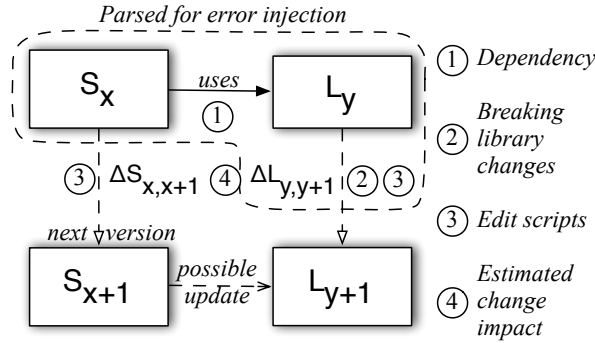 Parsed for error injection
Sx
uses
①
Ly
① Dependency
② Breaking
library
changes
③ ΔSx,x+1 ④ ΔLy,y+1 ② ③
③ Edit scripts
next version
Sx+1
possible
update
Ly+1
④ Estimated
change
impact